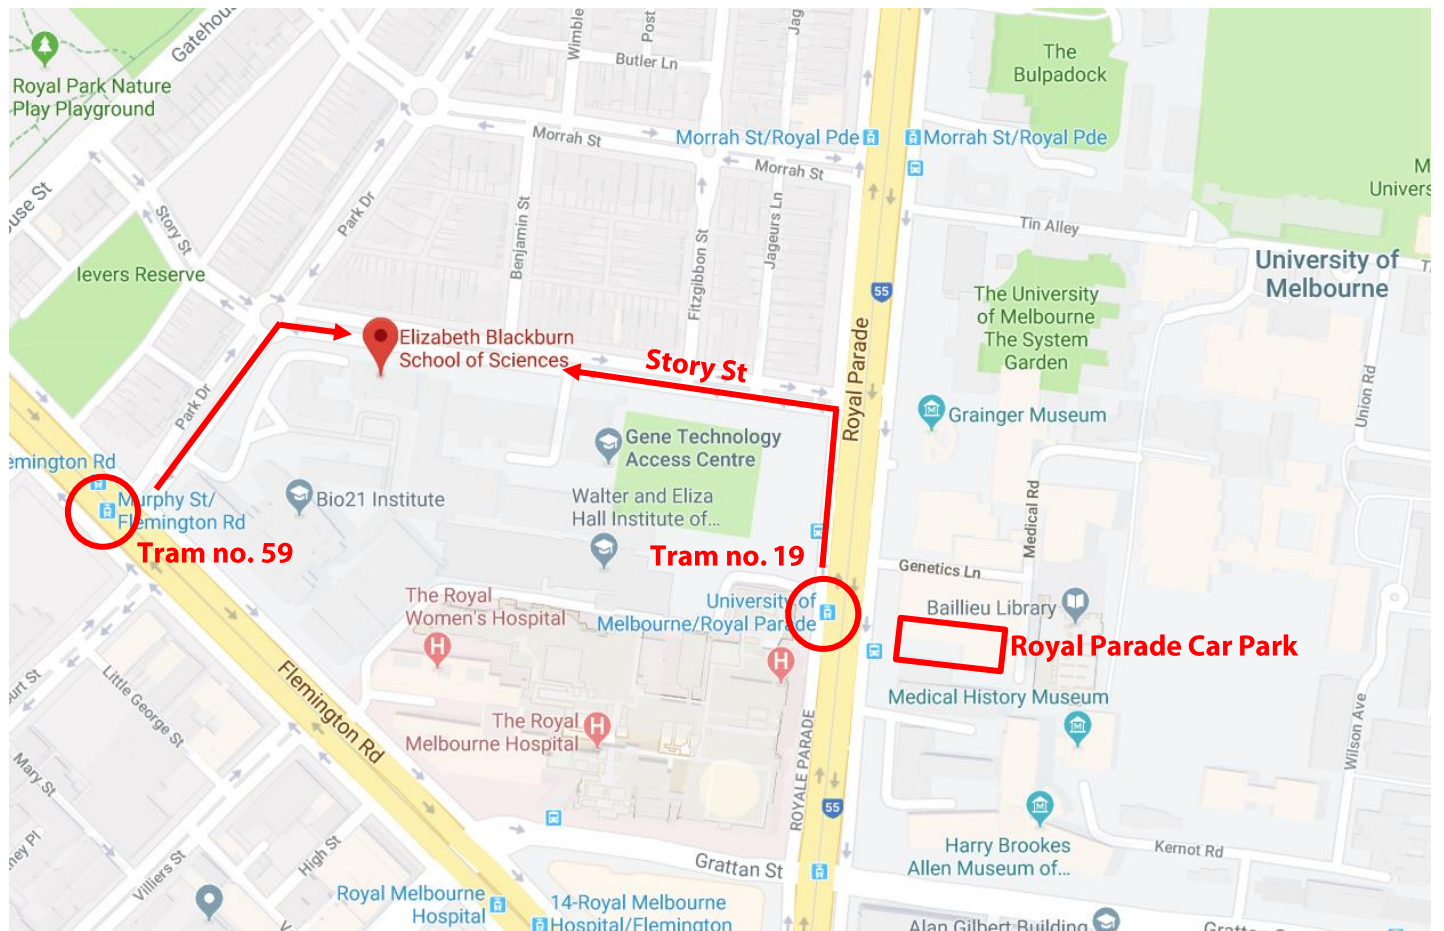 Gatehou
Wimble
Post
Jag
The
Bulpadock
Royal Park Nature
Play Playground
Butler Ln
Morrah St
Morrah St/Royal Pde
Morrah St/Royal Pde
M
Univers
Morrah St
use St
Story St
Park Dr
Benjamin St
Fitzgibbon St
Jageurs Ln
Tin Alley
University of
Melbourne
Ievers Reserve
55
The University
of Melbourne
The System
Garden
Elizabeth Blackburn
School of Sciences
Story St
Royal Parade
Park Dr
Grainger Museum
Union Rd
Gene Technology
Access Centre
emington Rd
Murphy St/
Flemington Rd
Bio21 Institute
Walter and Eliza
Hall Institute of...
Medical Rd
Tram no. 59
Tram no. 19
Genetics Ln
The Royal
Women's Hospital
University of
Melbourne/Royal Parade
Baillieu Library
Royal Parade Car Park
H
H
Flemington Rd
Little George St
ourt St
Medical History Museum
The Royal
Melbourne Hospital
H
Wilson Ave
Mary St
ROYALE PARADE
55
Harry Brookes
Allen Museum of...
Kernot Rd
ney Pl
Villiers St
High St
Grattan St
Royal Melbourne
Hospital
14-Royal Melbourne
Hospital/Flemington
Alan Gilbert Building
Grattan